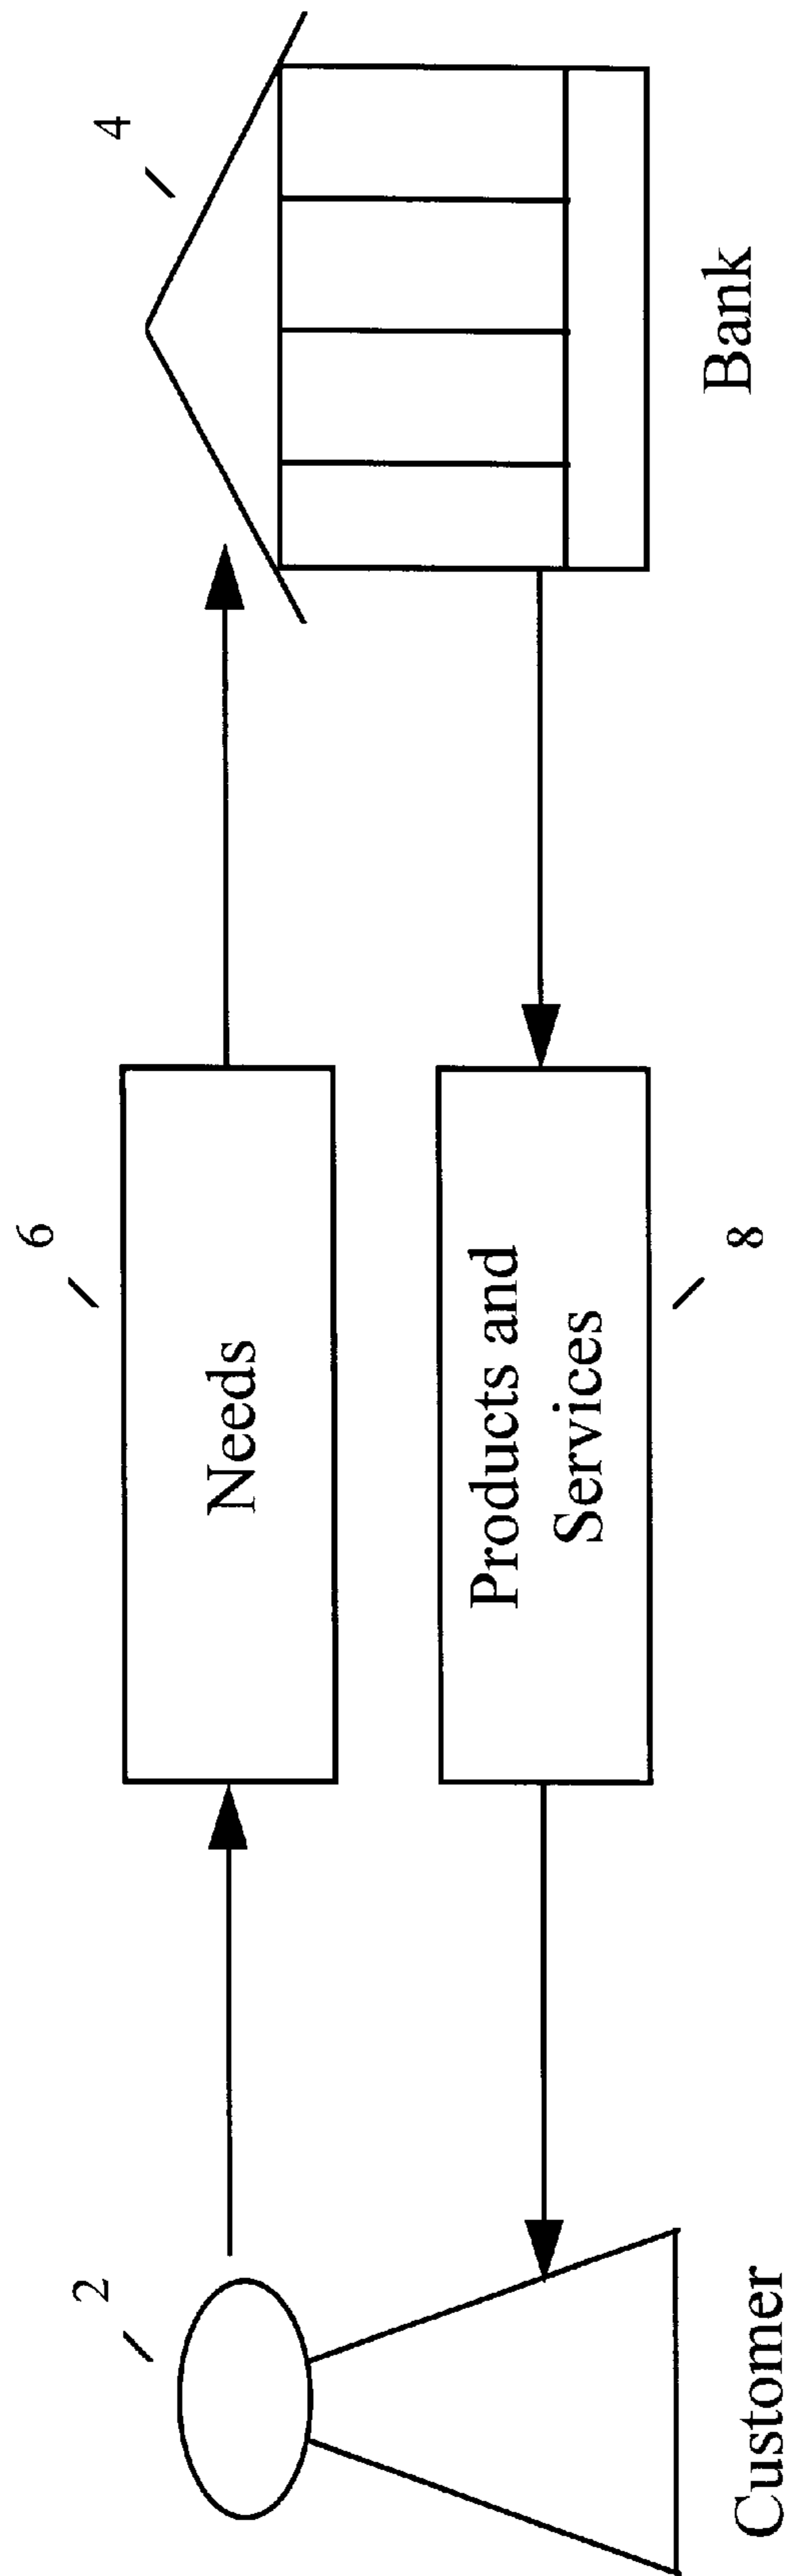 2
6
4
Needs
Products and
Services
8
Customer
Bank